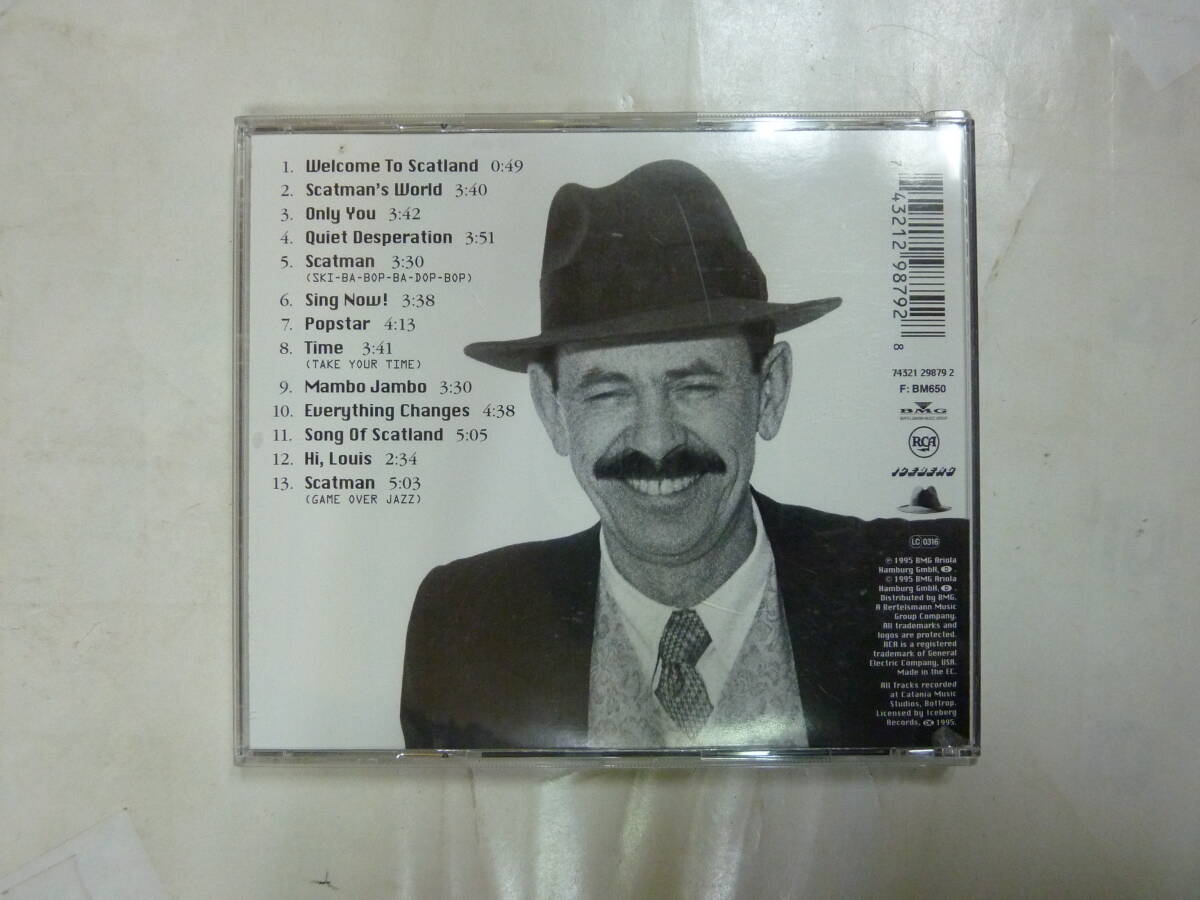 1. Welcome To Scatland 0:49
2. Scatman's World 3:40
3. Only You 3:42
4. Quiet Desperation 3:51
5. Scatman 3:30
(SKI-BA-BOP-BA-DOP-BOP)
6. Sing Now! 3:38
7. Popstar 4:13
8. Time 3:41
(TAKE YOUR TIME)
9. Mambo Jambo 3:30
10. Everything Changes 4:38
11. Song Of Scatland 5:05
12. Hi, Louis 2:34
13. Scatman 5:03
(GAME OVER JAZZ)
7 43212 98792 8
74321 29879 2
F: BM650
BMG
RCA
ICEBERG
LC 0316
℗ 1995 BMG Ariola
Hamburg GmbH, D .
© 1995 BMG Ariola
Hamburg GmbH, D .
Distributed by BMG.
A Bertelsmann Music
Group Company.
All trademarks and
logos are protected.
RCA is a registered
trademark of General
Electric Company, USA.
Made in the EC.
All Tracks recorded
at Catania Music
Studios, Bottrop.
Licensed by Iceberg
Records, 1995.